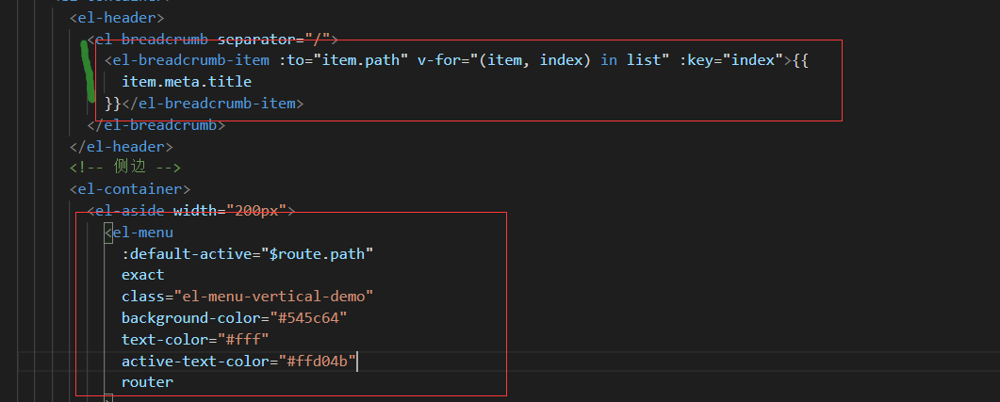 <el-header>
<el-breadcrumb separator="/">
<el-breadcrumb-item :to="item.path" v-for="(item, index) in list" :key="index">{{
item.meta.title
}}</el-breadcrumb-item>
</el-breadcrumb>
</el-header>
<!-- 侧边 -->
<el-container>
<el-aside width="200px">
<el-menu
:default-active="$route.path"
exact
class="el-menu-vertical-demo"
background-color="#545c64"
text-color="#fff"
active-text-color="#ffd04b"
router